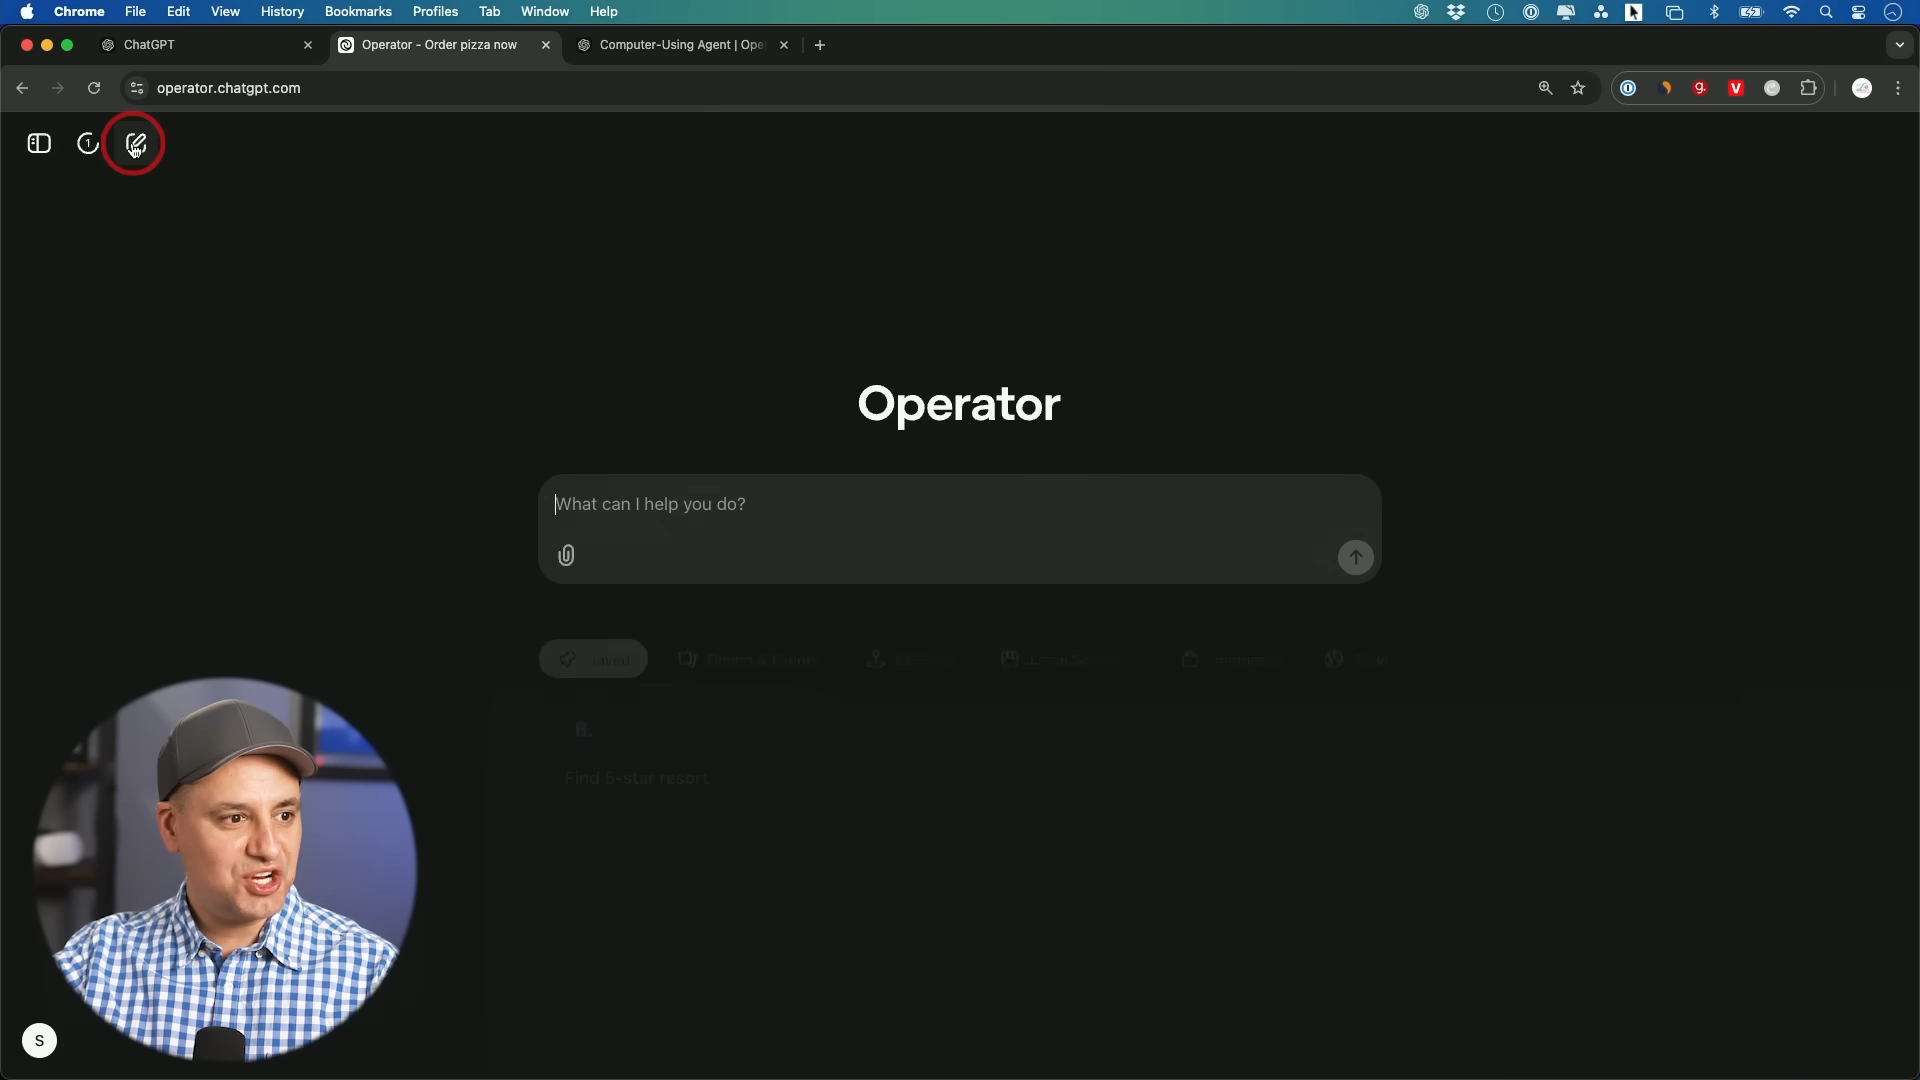 Chrome File Edit View History Bookmarks Profiles Tab Window Help
ChatGPT
Operator - Order pizza now
Computer-Using Agent | Ope
operator.chatgpt.com
1
Operator
What can I help you do?
Find 5-star resort
S